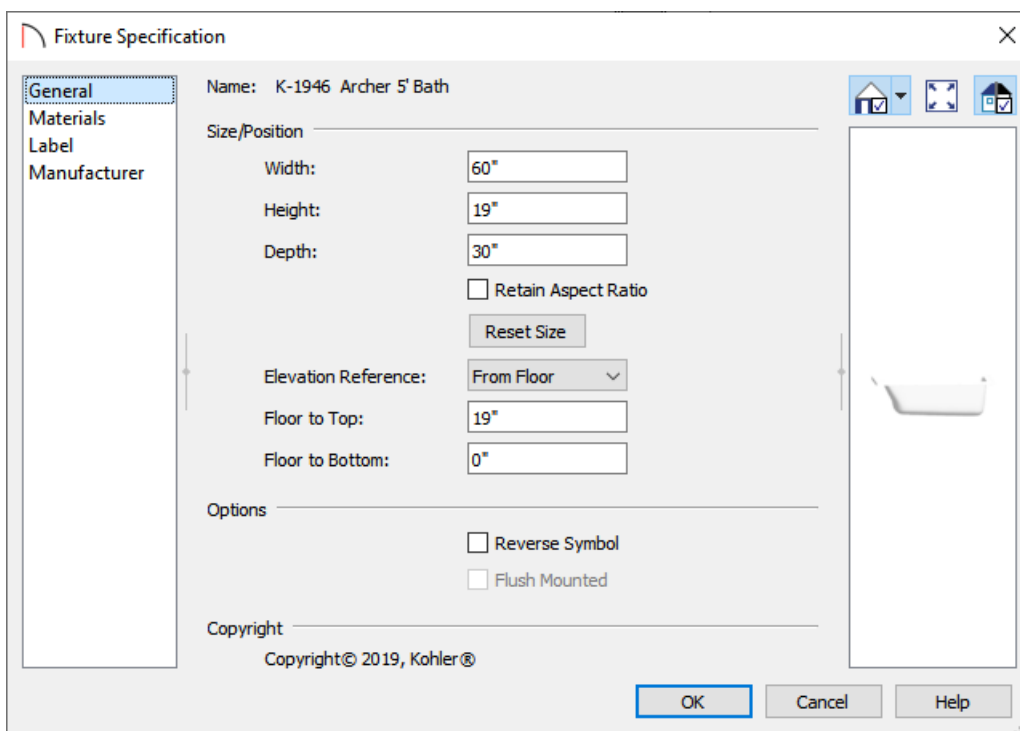 Fixture Specification
General
Materials
Label
Manufacturer
Name: K-1946 Archer 5' Bath
Size/Position
Width: 60"
Height: 19"
Depth: 30"
Retain Aspect Ratio
Reset Size
Elevation Reference: From Floor
Floor to Top: 19"
Floor to Bottom: 0"
Options
Reverse Symbol
Flush Mounted
Copyright
Copyright© 2019, Kohler®
OK Cancel Help